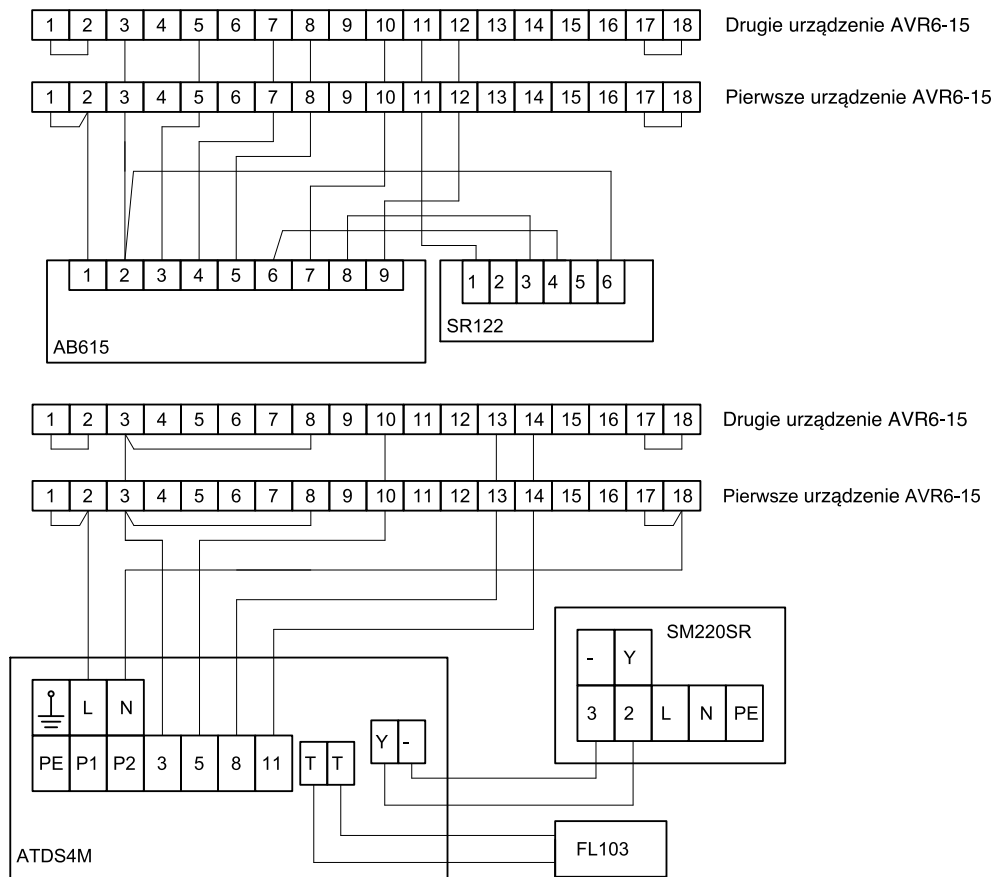 1 2 3 4 5 6 7 8 9 10 11 12 13 14 15 16 17 18 Drugie urządzenie AVR6-15
1 2 3 4 5 6 7 8 9 10 11 12 13 14 15 16 17 18 Pierwsze urządzenie AVR6-15
1 2 3 4 5 6 7 8 9
AB615
1 2 3 4 5 6
SR122
1 2 3 4 5 6 7 8 9 10 11 12 13 14 15 16 17 18 Drugie urządzenie AVR6-15
1 2 3 4 5 6 7 8 9 10 11 12 13 14 15 16 17 18 Pierwsze urządzenie AVR6-15
SM220SR
- Y
3 2 L N PE
L N
PE P1 P2 3 5 8 11
T T
Y -
ATDS4M
FL103